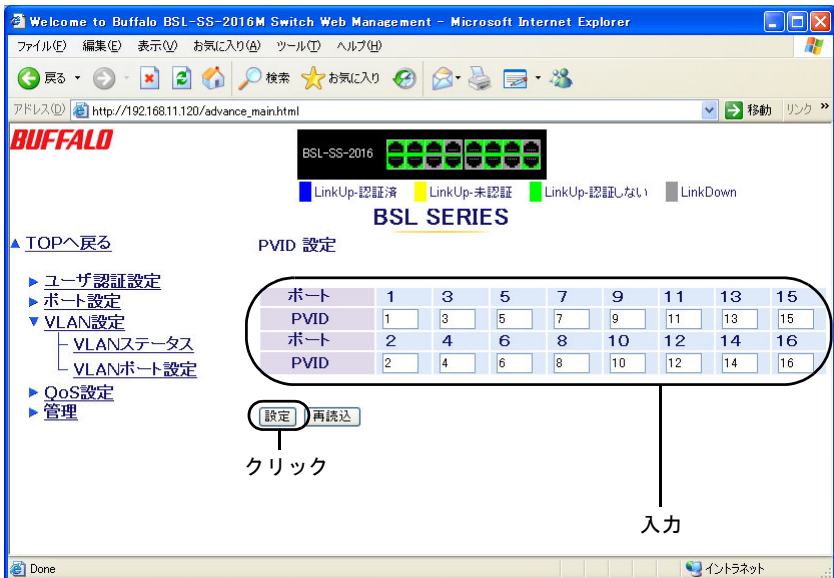 Welcome to Buffalo BSL-SS-2016M Switch Web Management - Microsoft Internet Explorer
ファイル(F) 編集(E) 表示(V) お気に入り(A) ツール(T) ヘルプ(H)
戻る 検索 お気に入り
アドレス(D) http://192.168.11.120/advance_main.html 移動 リンク »
BUFFALO
BSL-SS-2016
LinkUp-認証済 LinkUp-未認証 LinkUp-認証しない LinkDown
BSL SERIES
TOPへ戻る
PVID 設定
ユーザ認証設定
ポート設定
VLAN設定
VLANステータス
VLANポート設定
QoS設定
管理
ポート 1 3 5 7 9 11 13 15
PVID 1 3 5 7 9 11 13 15
ポート 2 4 6 8 10 12 14 16
PVID 2 4 6 8 10 12 14 16
設定 再読込
クリック
入力
Done イントラネット